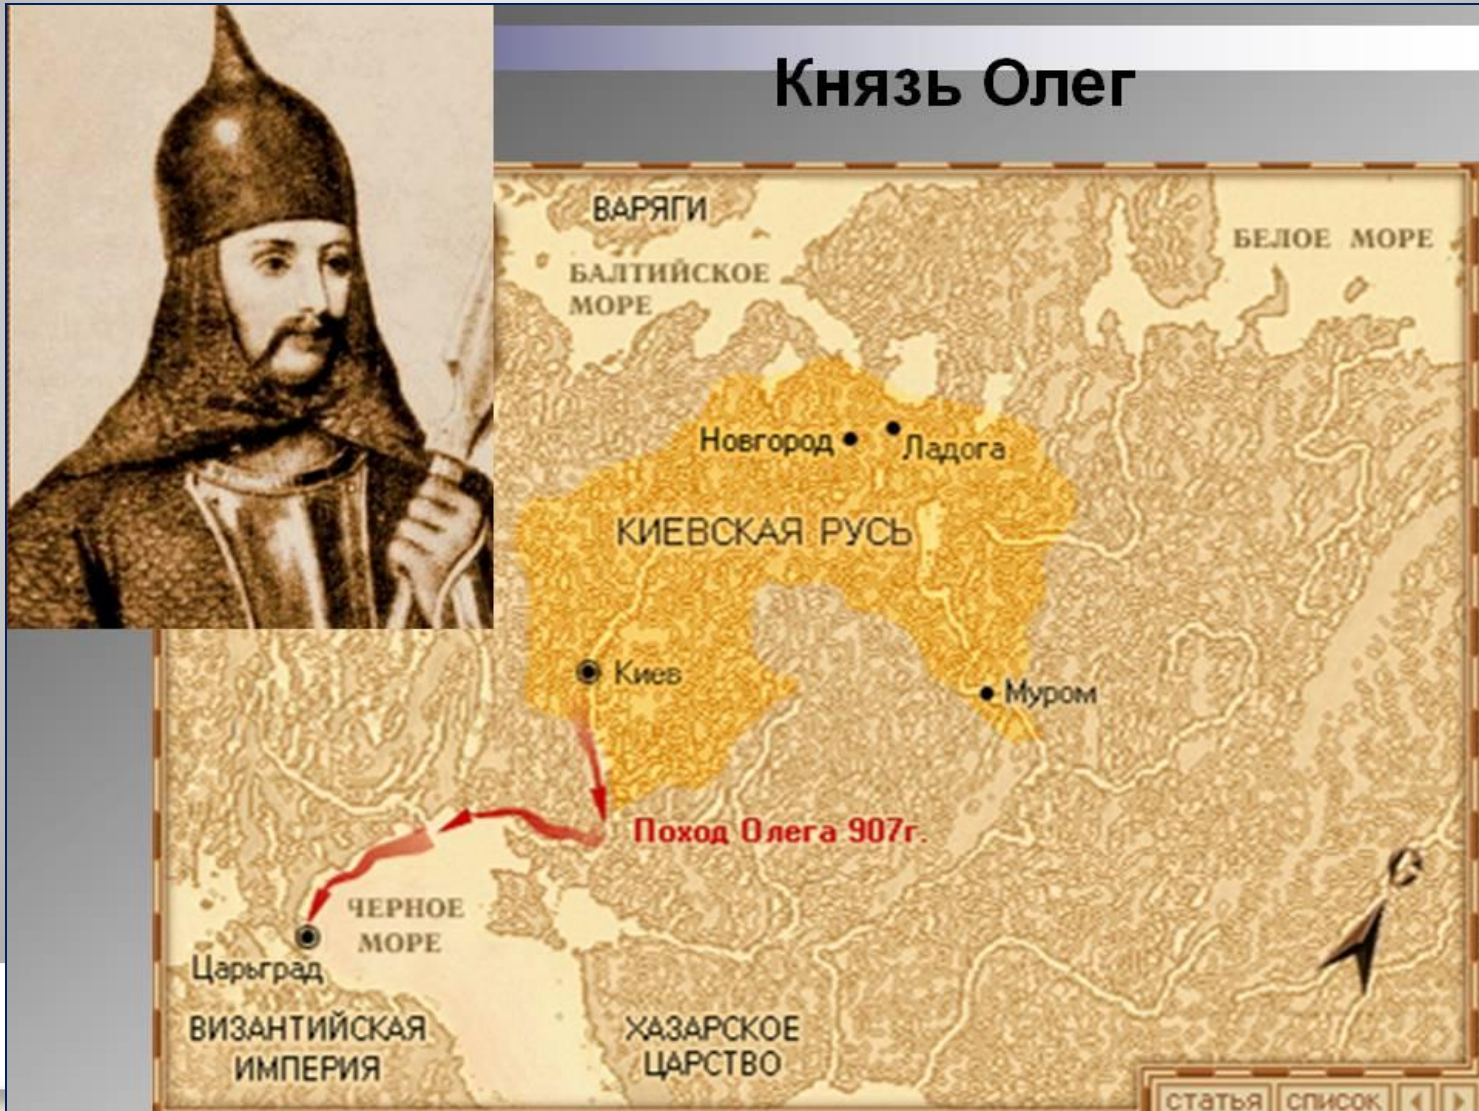 Князь Олег
ВАРЯГИ
БЕЛОЕ МОРЕ
БАЛТИЙСКОЕ
МОРЕ
Новгород
Ладога
КИЕВСКАЯ РУСЬ
Киев
Муром
Поход Олега 907г.
С
ЧЕРНОЕ
МОРЕ
Царьград
ВИЗАНТИЙСКАЯ
ИМПЕРИЯ
ХАЗАРСКОЕ
ЦАРСТВО
статья список